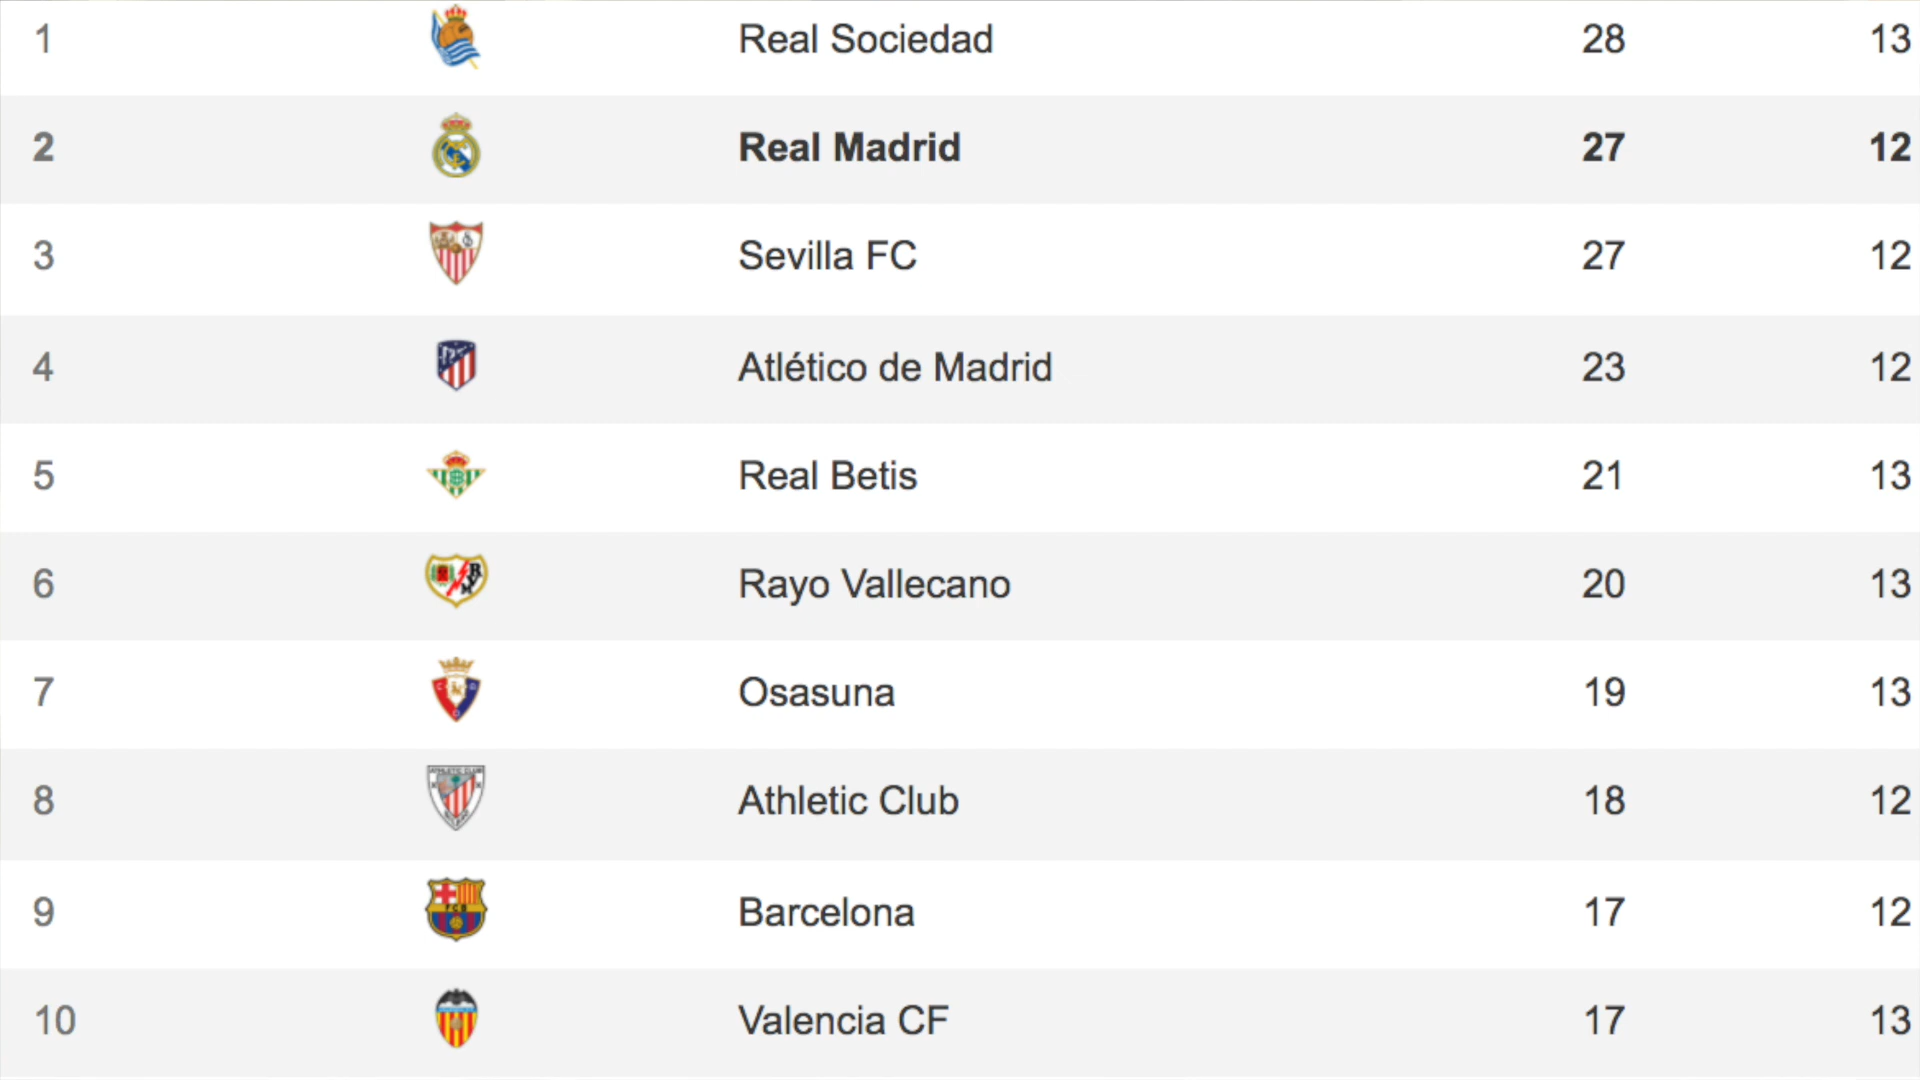 1 Real Sociedad 28 13
2 Real Madrid 27 12
3 Sevilla FC 27 12
4 Atlético de Madrid 23 12
5 Real Betis 21 13
6 Rayo Vallecano 20 13
7 Osasuna 19 13
8 Athletic Club 18 12
9 Barcelona 17 12
10 Valencia CF 17 13